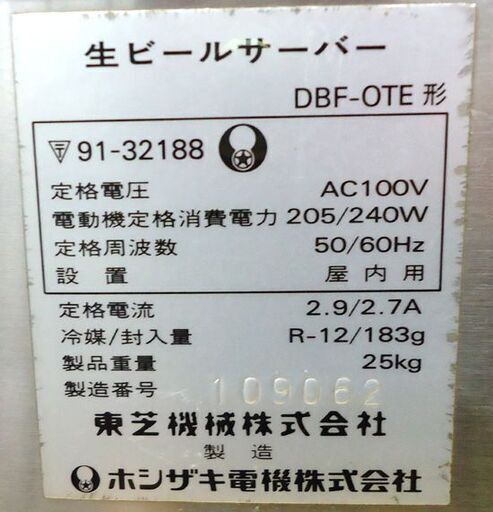 生ビールサーバー
DBF-OTE 形
〒 91-32188
定格電圧 AC100V
電動機定格消費電力 205/240W
定格周波数 50/60Hz
設置 屋内用
定格電流 2.9/2.7A
冷媒/封入量 R-12/183g
製品重量 25kg
製造番号 109062
東芝機械株式会社
製造
ホシザキ電機株式会社